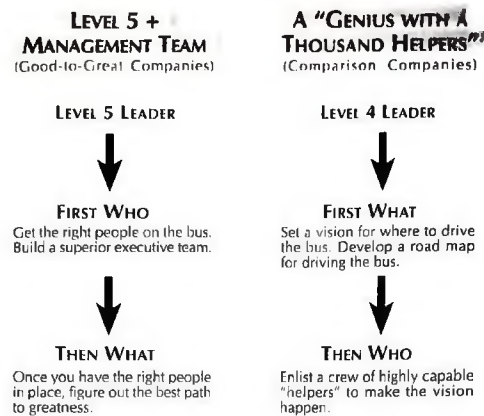 LEVEL 5 +
MANAGEMENT TEAM
(Good-to-Great Companies)
LEVEL 5 LEADER
FIRST WHO
Get the right people on the bus.
Build a superior executive team.
THEN WHAT
Once you have the right people
in place, figure out the best path
to greatness.
A "GENIUS WITH A
THOUSAND HELPERS"
(Comparison Companies)
LEVEL 4 LEADER
FIRST WHAT
Set a vision for where to drive
the bus. Develop a road map
for driving the bus.
THEN WHO
Enlist a crew of highly capable
"helpers" to make the vision
happen.